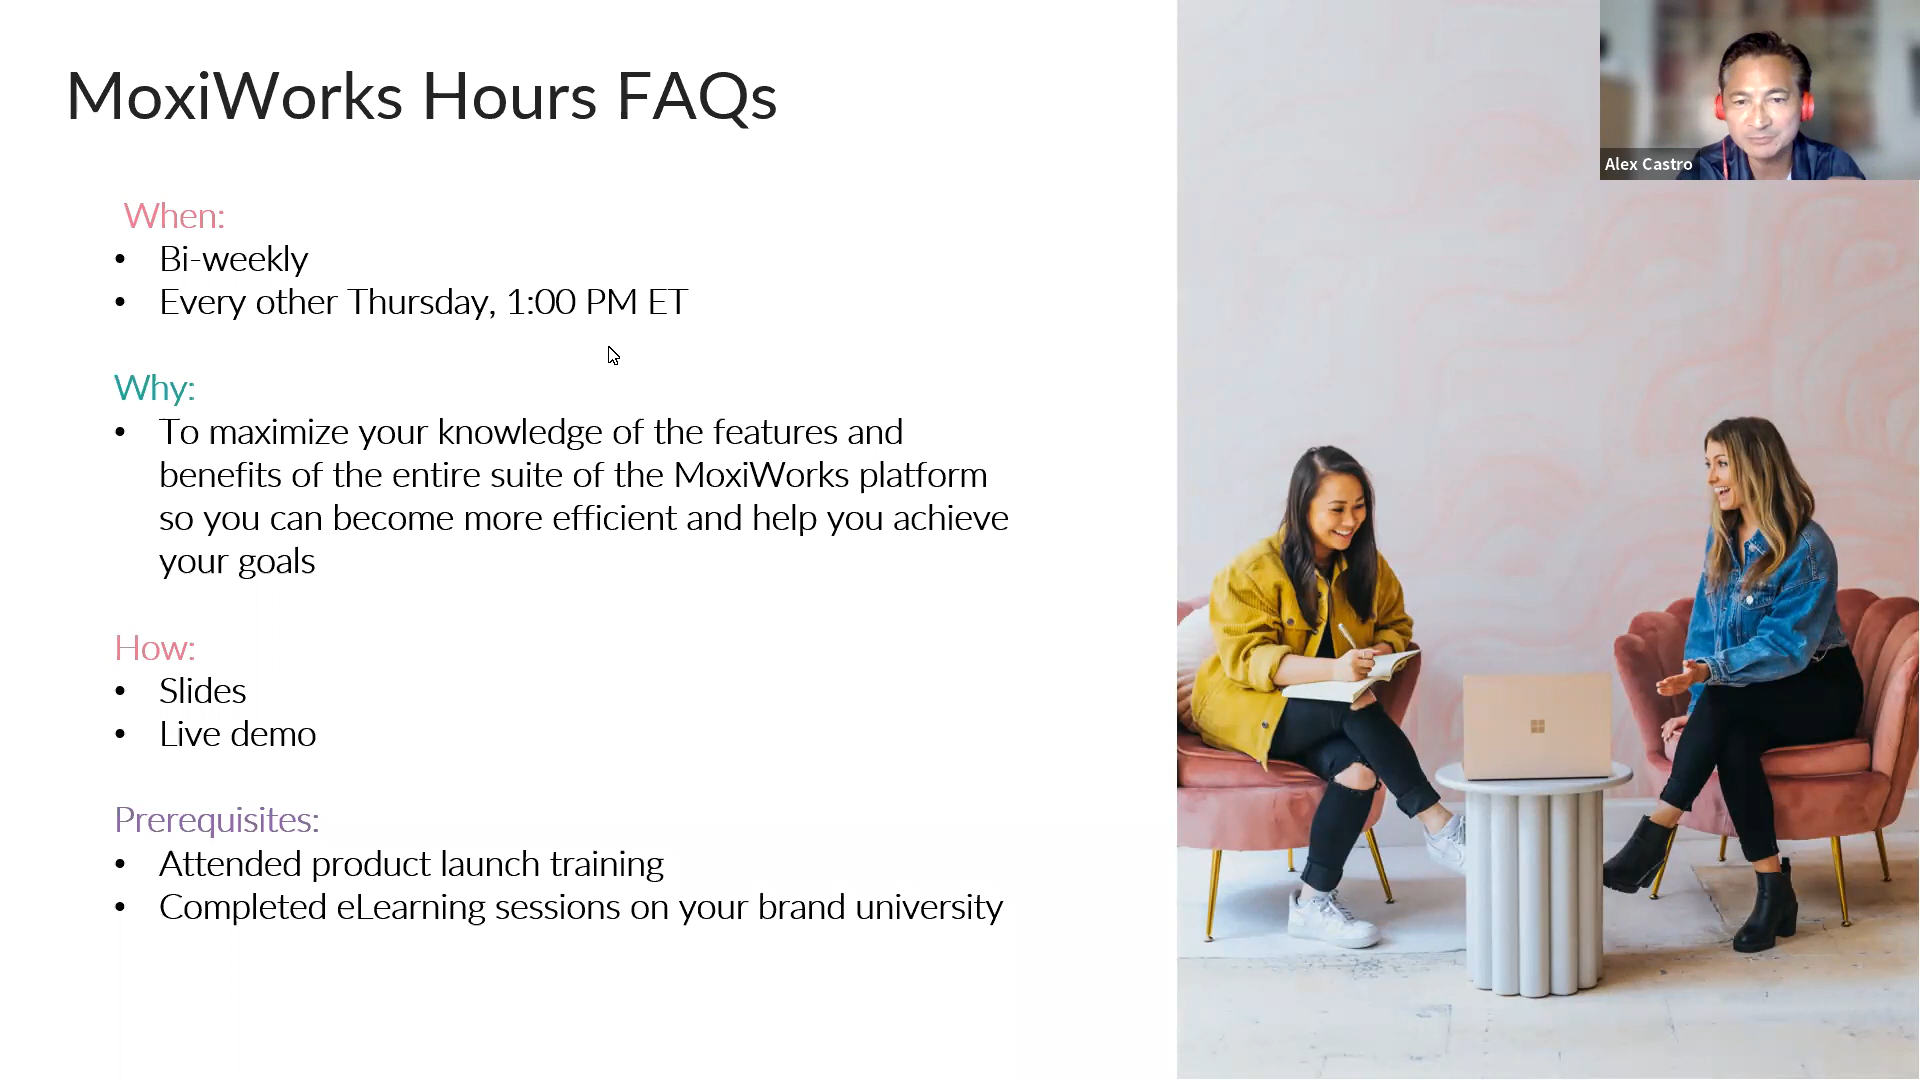 MoxiWorks Hours FAQs
Alex Castro
When:
• Bi-weekly
• Every other Thursday, 1:00 PM ET
Why:
• To maximize your knowledge of the features and
benefits of the entire suite of the MoxiWorks platform
so you can become more efficient and help you achieve
your goals
How:
• Slides
• Live demo
Prerequisites:
• Attended product launch training
• Completed eLearning sessions on your brand university